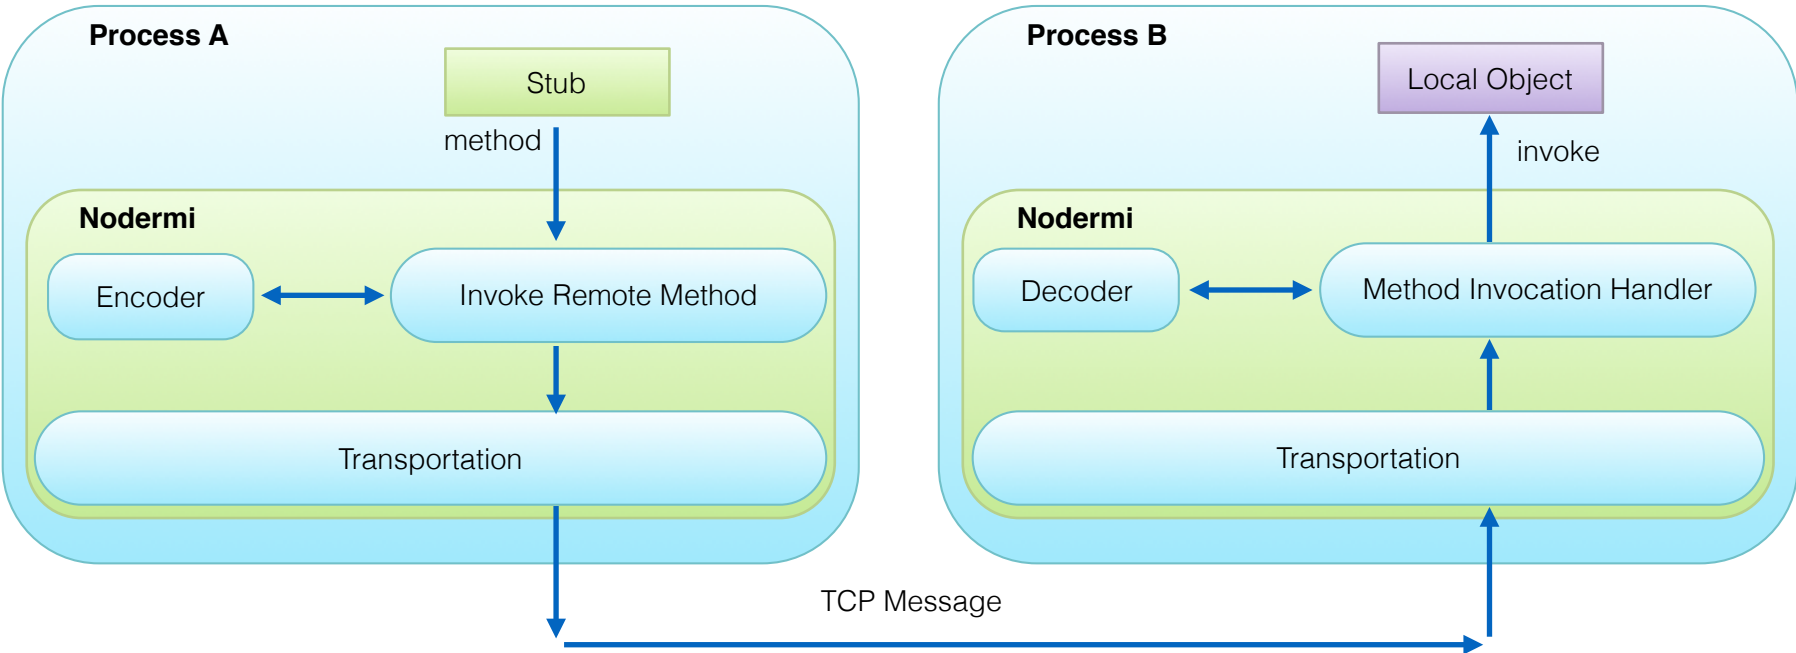 Process A
Stub
method
Nodermi
Encoder
Invoke Remote Method
Transportation
Process B
Local Object
invoke
Nodermi
Decoder
Method Invocation Handler
Transportation
TCP Message